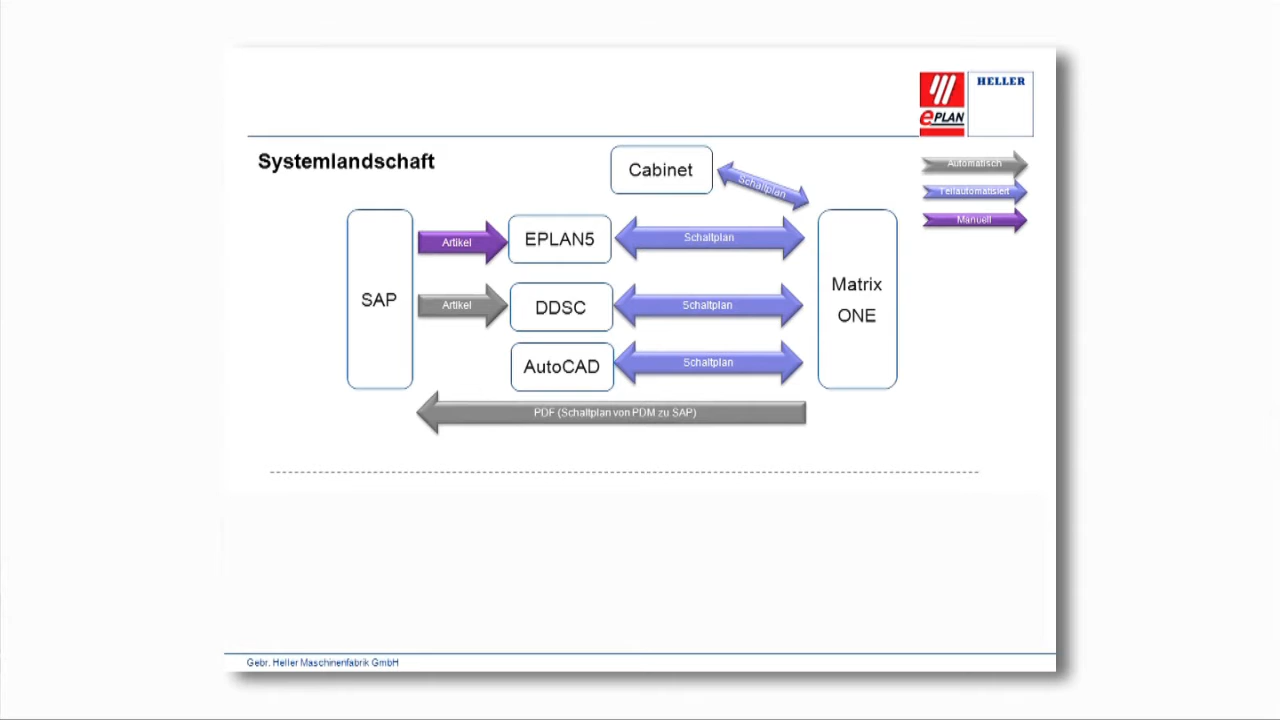 HELLER
ePLAN
Systemlandschaft
Cabinet
Schaltplan
Automatisch
Teilautomatisiert
Manuell
SAP
Artikel
EPLAN5
Schaltplan
Matrix
ONE
Artikel
DDSC
Schaltplan
AutoCAD
Schaltplan
PDF (Schaltplan von PDM zu SAP)
Gebr. Heller Maschinenfabrik GmbH